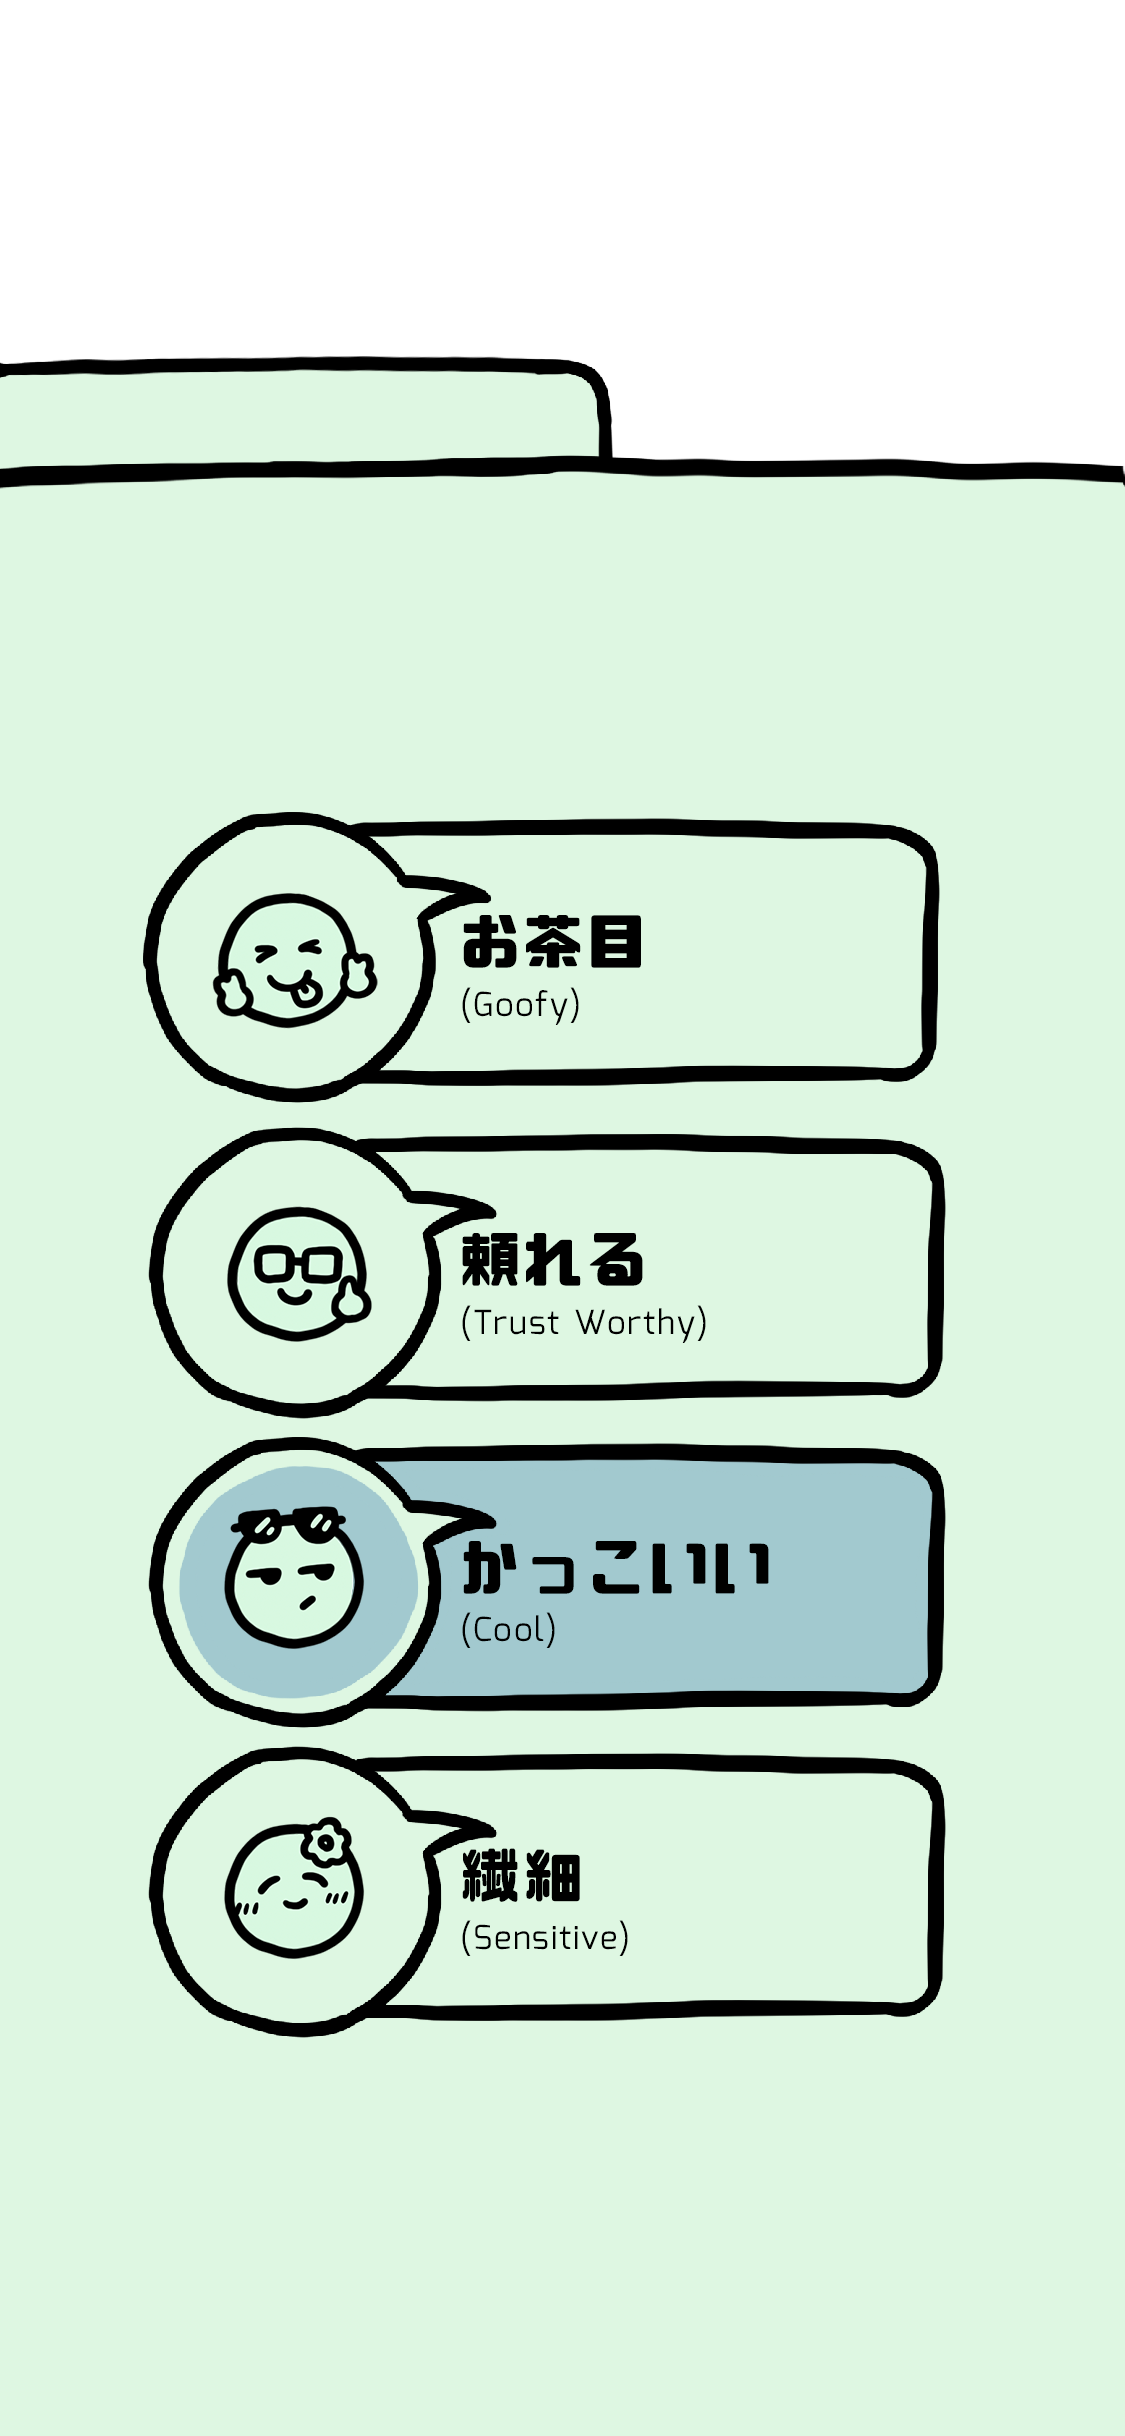 お茶目
(Goofy)
頼れる
(Trust Worthy)
かっこいい
(Cool)
繊細
(Sensitive)